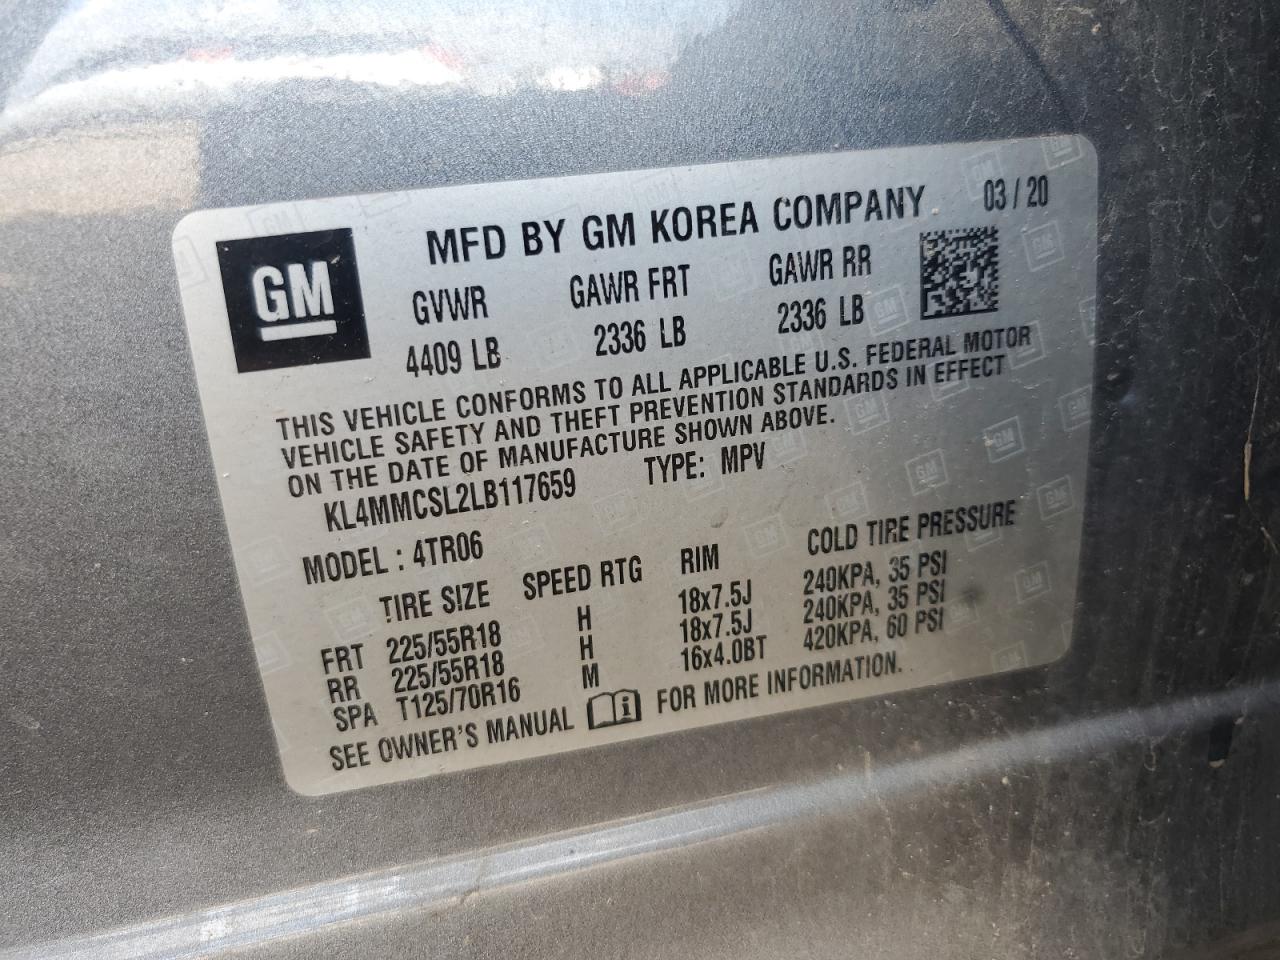 GM
MFD BY GM KOREA COMPANY 03 / 20
GVWR GAWR FRT GAWR RR
4409 LB 2336 LB 2336 LB
THIS VEHICLE CONFORMS TO ALL APPLICABLE U.S. FEDERAL MOTOR
VEHICLE SAFETY AND THEFT PREVENTION STANDARDS IN EFFECT
ON THE DATE OF MANUFACTURE SHOWN ABOVE.
KL4MMCSL2LB117659 TYPE: MPV
MODEL : 4TR06
TIRE SIZE SPEED RTG RIM COLD TIRE PRESSURE
FRT 225/55R18 H 18x7.5J 240KPA, 35 PSI
RR 225/55R18 H 18x7.5J 240KPA, 35 PSI
SPA T125/70R16 M 16x4.0BT 420KPA, 60 PSI
SEE OWNER'S MANUAL i FOR MORE INFORMATION.